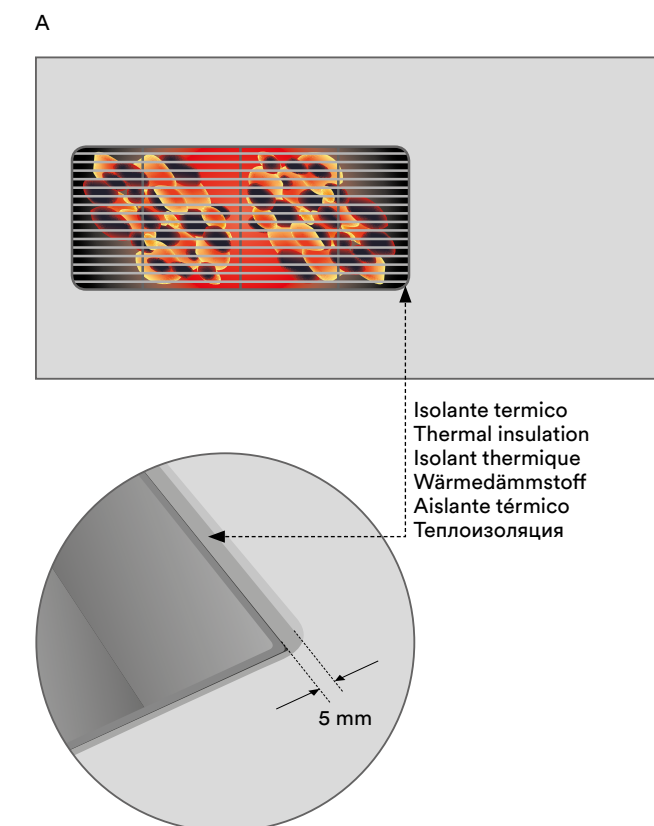 A
Isolante termico
Thermal insulation
Isolant thermique
Wärmedämmstoff
Aislante térmico
Теплоизоляция
5 mm